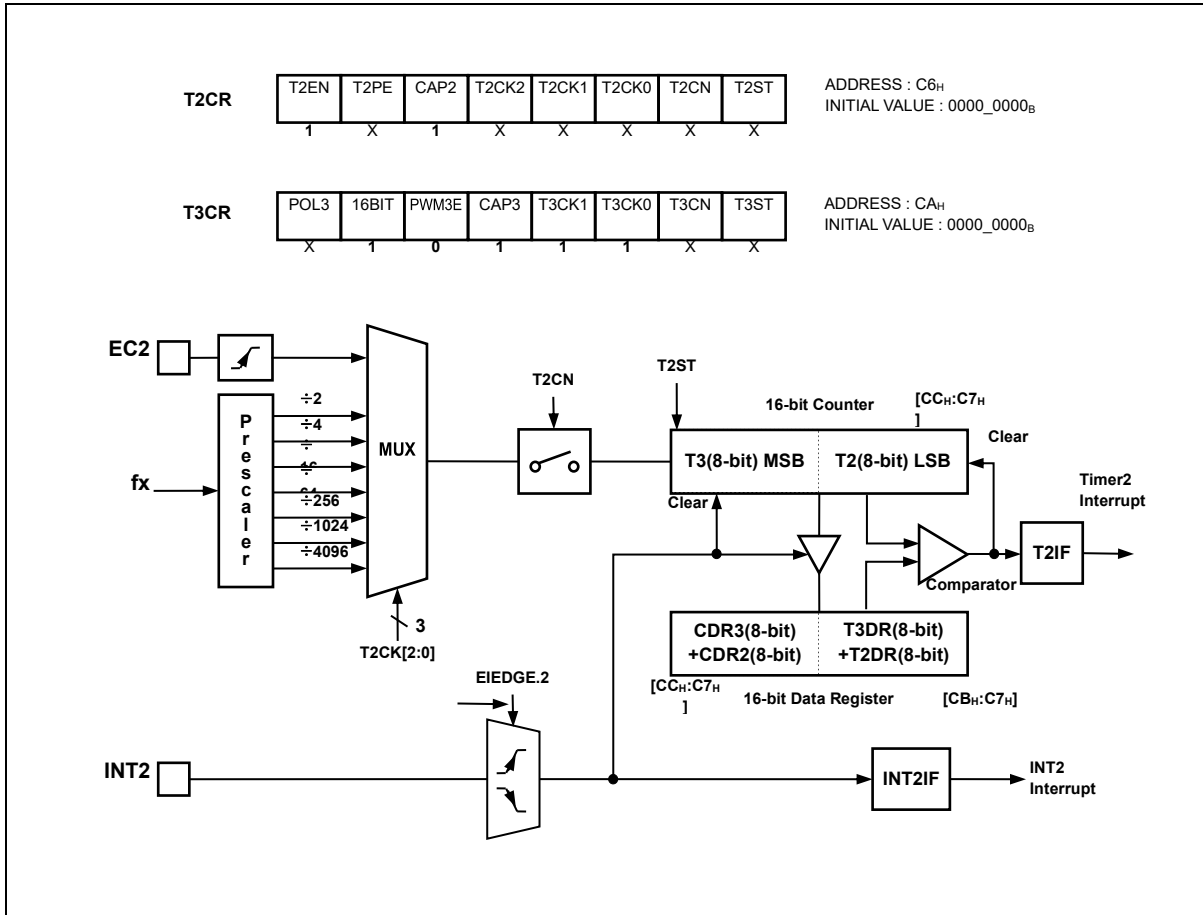 T2CR
T2EN T2PE CAP2 T2CK2 T2CK1 T2CK0 T2CN T2ST
1 X 1 X X X X X
ADDRESS : C6H
INITIAL VALUE : 0000_0000B
T3CR
POL3 16BIT PWM3E CAP3 T3CK1 T3CK0 T3CN T3ST
X 1 0 1 1 1 X X
ADDRESS : CAH
INITIAL VALUE : 0000_0000B
EC2
fx
Prescaler
÷2
÷4
÷
÷
÷256
÷1024
÷4096
MUX
3
T2CK[2:0]
T2CN
T2ST
16-bit Counter
[CCH:C7H
]
T3(8-bit) MSB
T2(8-bit) LSB
Clear
Clear
Comparator
T2IF
Timer2
Interrupt
CDR3(8-bit)
+CDR2(8-bit)
T3DR(8-bit)
+T2DR(8-bit)
[CCH:C7H
]
16-bit Data Register
[CBH:C7H]
EIEDGE.2
INT2
INT2IF
INT2
Interrupt